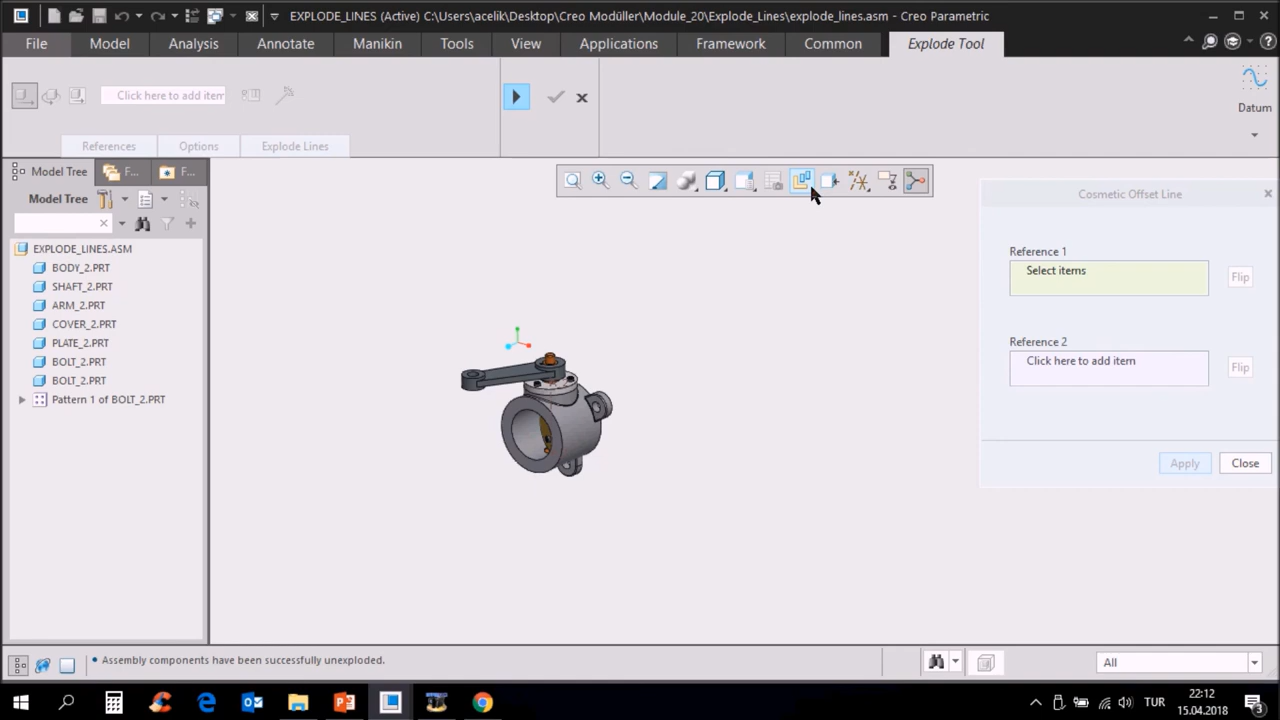 EXPLODE_LINES (Active) C:\Users\acelik\Desktop\Creo Modüller\Module_20\Explode_Lines\explode_lines.asm - Creo Parametric
File Model Analysis Annotate Manikin Tools View Applications Framework Common Explode Tool
Click here to add item
Datum
References Options Explode Lines
Model Tree F... F...
Model Tree
Cosmetic Offset Line
EXPLODE_LINES.ASM
BODY_2.PRT
SHAFT_2.PRT
ARM_2.PRT
COVER_2.PRT
PLATE_2.PRT
BOLT_2.PRT
BOLT_2.PRT
Pattern 1 of BOLT_2.PRT
Reference 1
Select items
Flip
Reference 2
Click here to add item
Flip
Apply Close
• Assembly components have been successfully unexploded.
All
TUR
22:12
15.04.2018
3